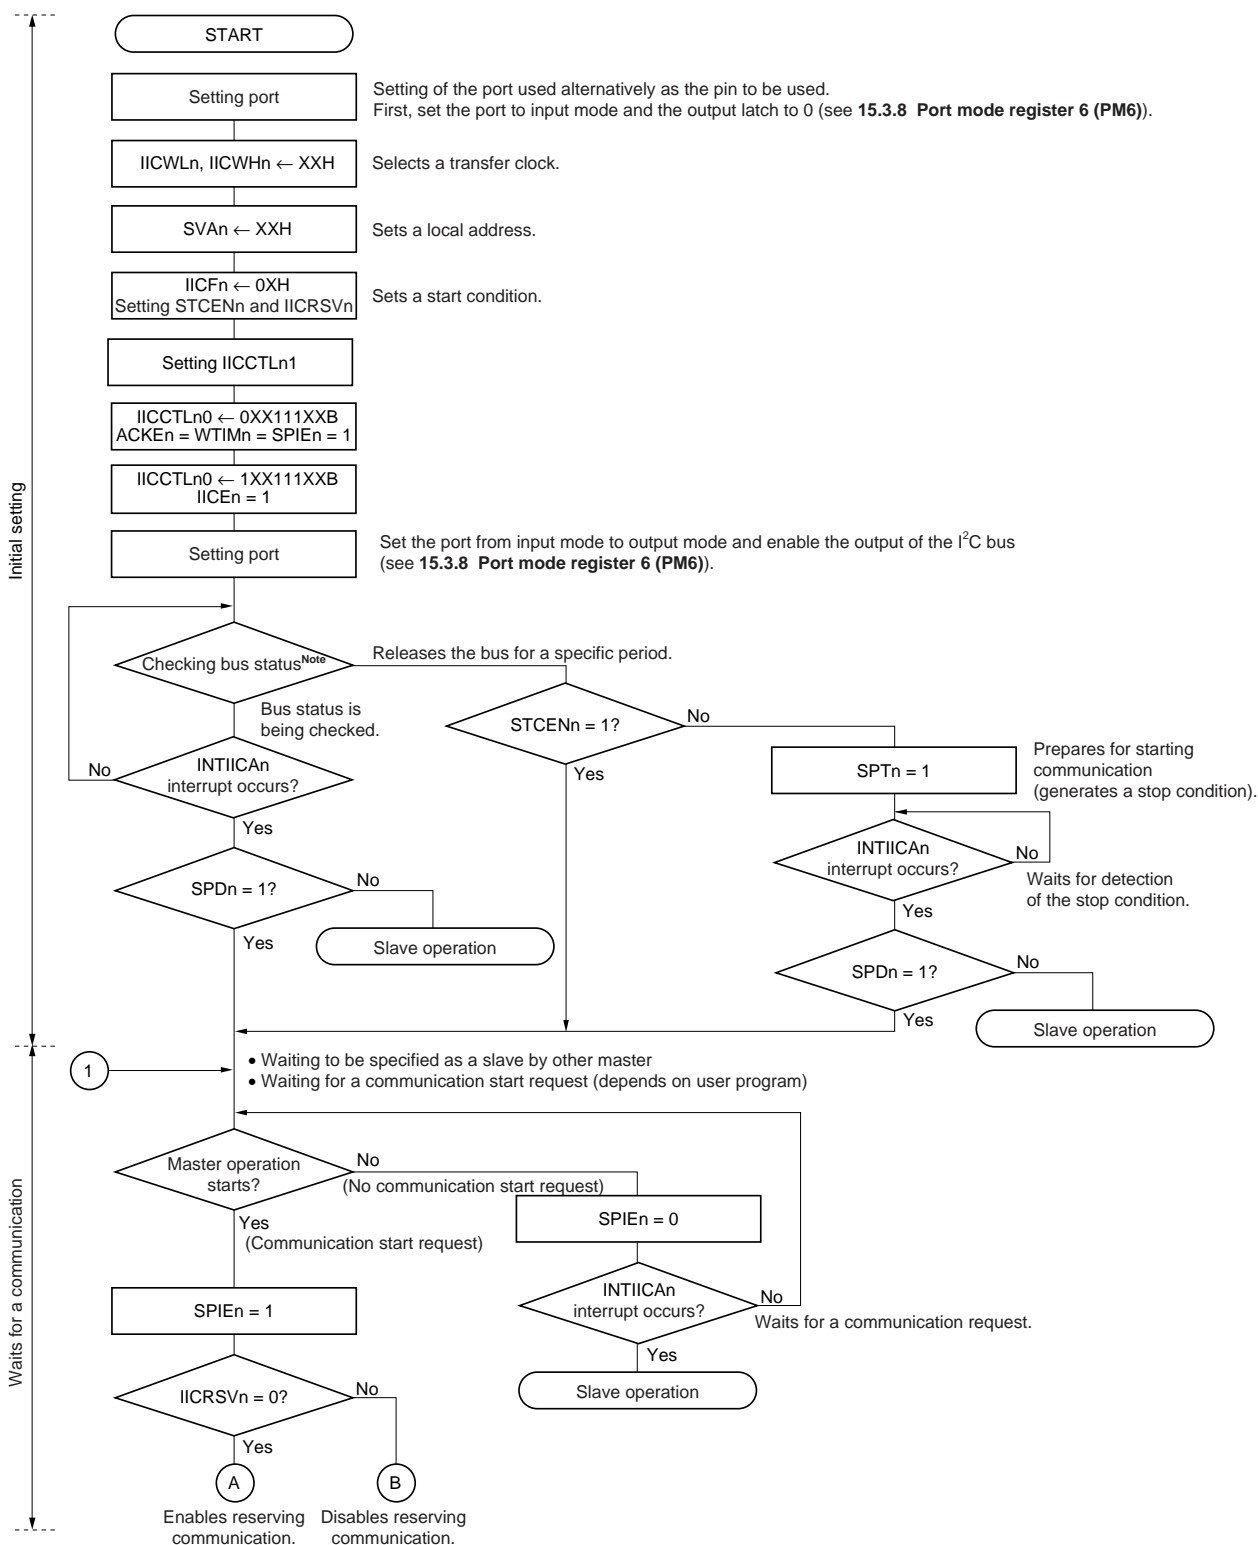 START
Setting port
Setting of the port used alternatively as the pin to be used.
First, set the port to input mode and the output latch to 0 (see 15.3.8 Port mode register 6 (PM6)).
IICWLn, IICWHn ← XXH
Selects a transfer clock.
SVAn ← XXH
Sets a local address.
IICFn ← 0XH
Setting STCENn and IICRSVn
Sets a start condition.
Setting IICCTLn1
IICCTLn0 ← 0XX111XXB
ACKEn = WTIMn = SPIEn = 1
IICCTLn0 ← 1XX111XXB
IICEn = 1
Initial setting
Setting port
Set the port from input mode to output mode and enable the output of the I2C bus
(see 15.3.8 Port mode register 6 (PM6)).
Checking bus statusNote
Releases the bus for a specific period.
Bus status is
being checked.
STCENn = 1?
No
Yes
SPTn = 1
Prepares for starting
communication
(generates a stop condition).
No
INTIICAn
interrupt occurs?
Yes
INTIICAn
interrupt occurs?
No
Waits for detection
of the stop condition.
Yes
SPDn = 1?
No
Yes
Slave operation
SPDn = 1?
No
Yes
Slave operation
1
• Waiting to be specified as a slave by other master
• Waiting for a communication start request (depends on user program)
Waits for a communication
Master operation
starts?
No
(No communication start request)
Yes
(Communication start request)
SPIEn = 0
INTIICAn
interrupt occurs?
No
Waits for a communication request.
Yes
Slave operation
SPIEn = 1
IICRSVn = 0?
No
Yes
A
B
Enables reserving
communication.
Disables reserving
communication.